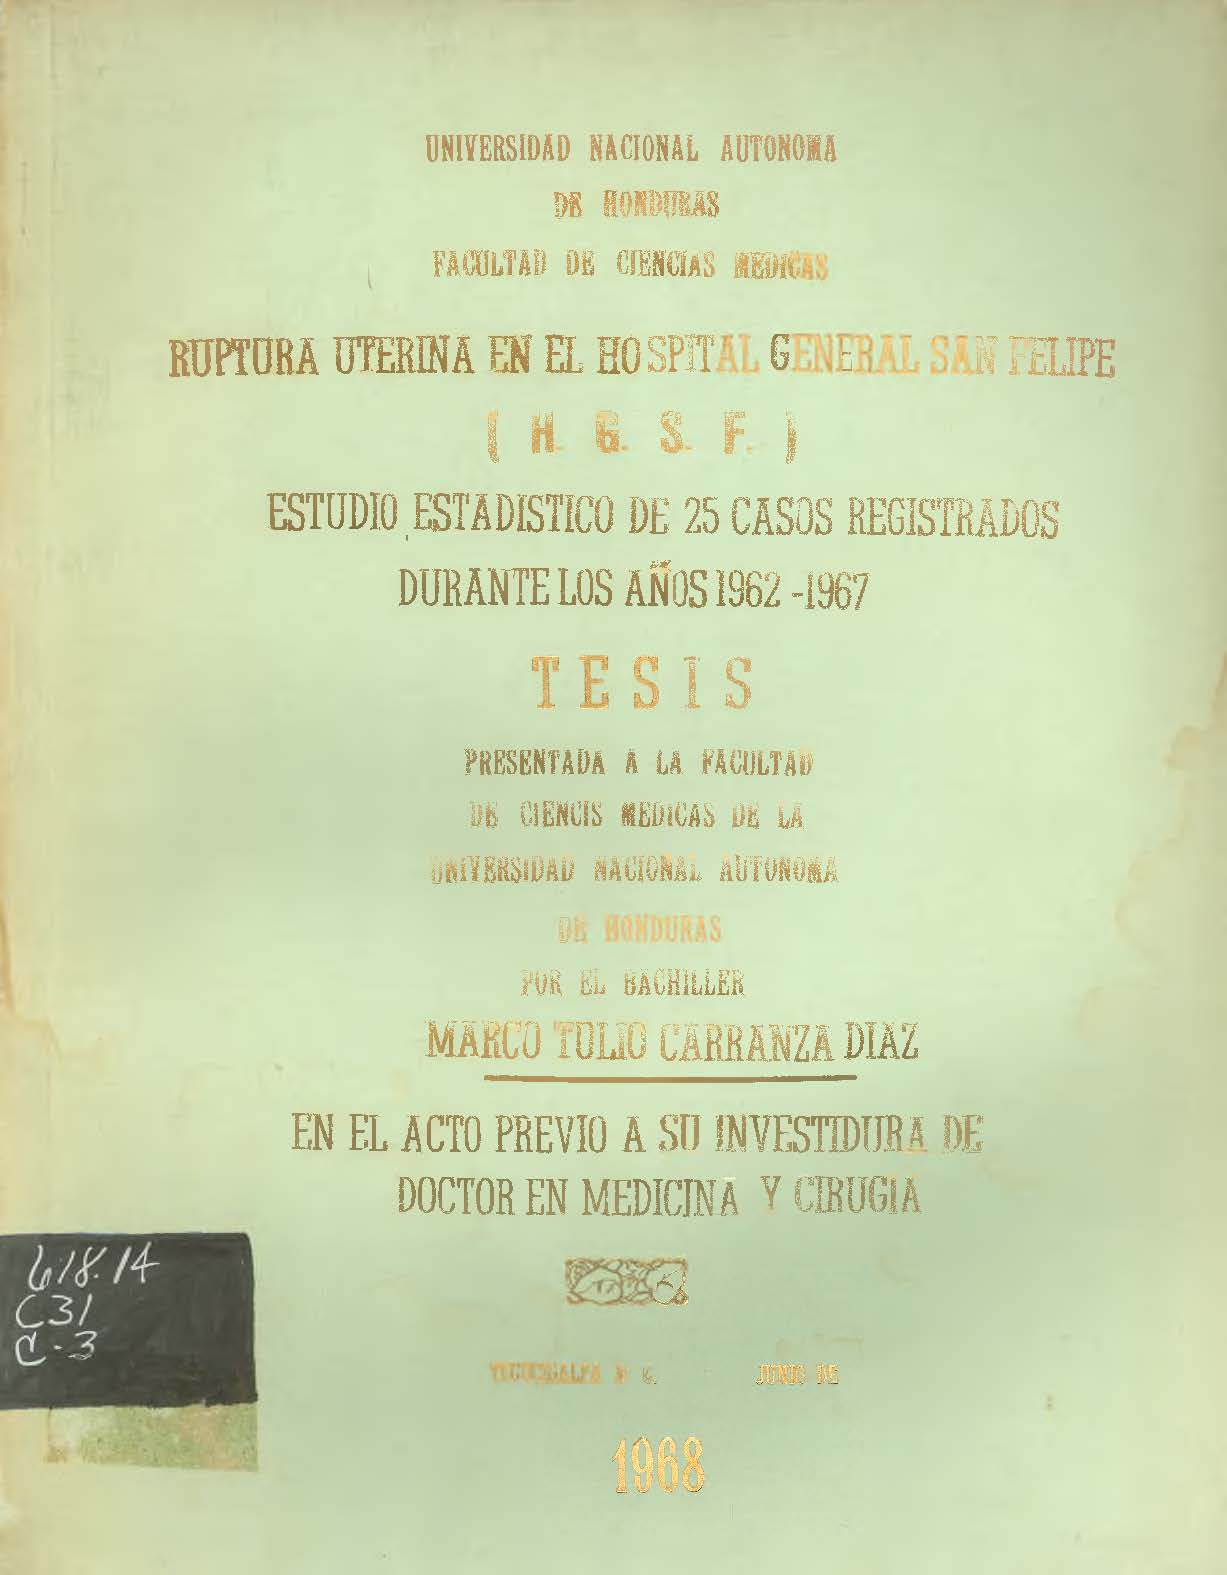 UNIVERSIDAD NACIONAL AUTONOMA
DE HONDURAS
FACULTAD DE CIENCIAS MEDICAS
RUPTURA UTERINA EN EL HOSPITAL GENERAL SAN FELIPE
( H. G. S. F. )
ESTUDIO ESTADISTICO DE 25 CASOS REGISTRADOS
DURANTE LOS AÑOS 1962 -1967
TESIS
PRESENTADA A LA FACULTAD
DE CIENCIS MEDICAS DE LA
UNIVERSIDAD NACIONAL AUTONOMA
DE HONDURAS
POR EL BACHILLER
MARCO TULIO CARRANZA DIAZ
EN EL ACTO PREVIO A SU INVESTIDURA DE
DOCTOR EN MEDICINA Y CIRUGIA
618.14
C31
C-3
TEGUCIGALPA JUNIO DE
1968